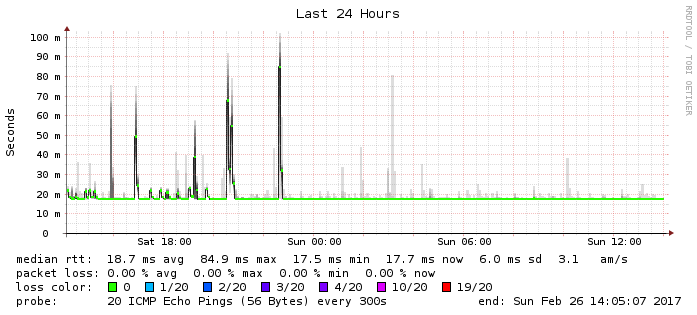 Last 24 Hours
RRDTOOL / TOBI OETIKER
Seconds
100 m
90 m
80 m
70 m
60 m
50 m
40 m
30 m
20 m
10 m
0
Sat 18:00 Sun 00:00 Sun 06:00 Sun 12:00
median rtt: 18.7 ms avg 84.9 ms max 17.5 ms min 17.7 ms now 6.0 ms sd 3.1 am/s
packet loss: 0.00 % avg 0.00 % max 0.00 % min 0.00 % now
loss color: 0 1/20 2/20 3/20 4/20 10/20 19/20
probe: 20 ICMP Echo Pings (56 Bytes) every 300s end: Sun Feb 26 14:05:07 2017